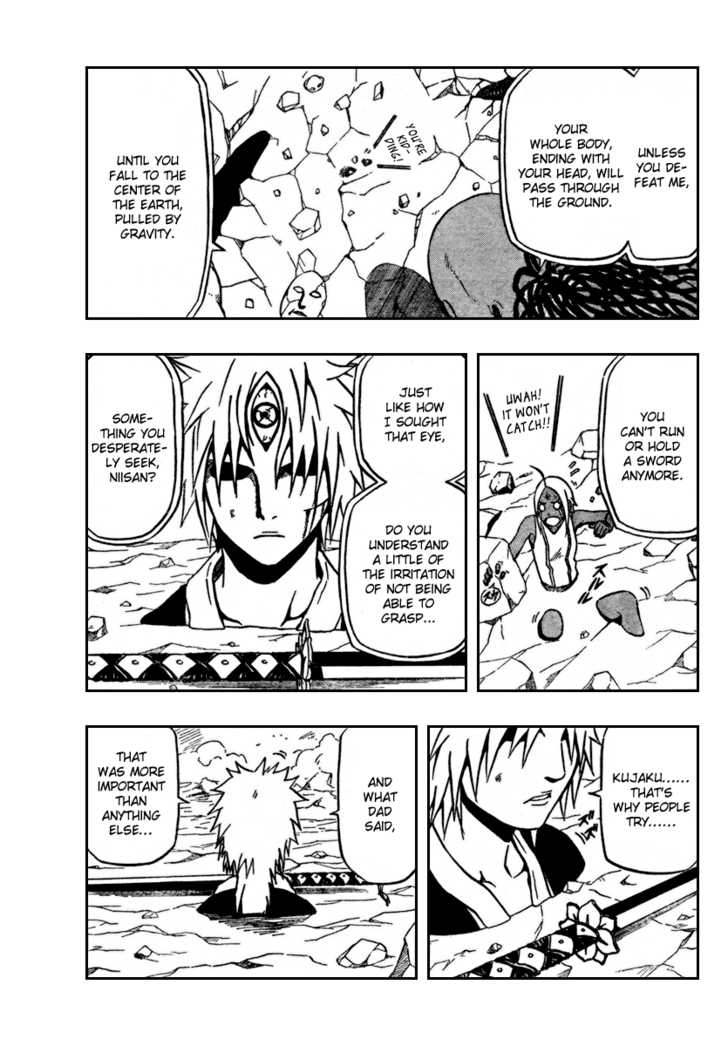 UNLESS
YOU DE-
FEAT ME,
YOUR
WHOLE BODY,
ENDING WITH
YOUR HEAD, WILL
PASS THROUGH
THE GROUND.
YOU'RE
KID-
DING!
UNTIL YOU
FALL TO THE
CENTER OF
THE EARTH,
PULLED BY
GRAVITY.
YOU
CAN'T RUN
OR HOLD
A SWORD
ANYMORE.
UWAH!
IT WON'T
CATCH!!
JUST
LIKE HOW
I SOUGHT
THAT EYE,
DO YOU
UNDERSTAND
A LITTLE OF
THE IRRITATION
OF NOT BEING
ABLE TO
GRASP...
SOME-
THING YOU
DESPERATE-
LY SEEK,
NIISAN?
KUJAKU......
THAT'S
WHY PEOPLE
TRY......
AND
WHAT
DAD
SAID,
THAT
WAS MORE
IMPORTANT
THAN
ANYTHING
ELSE...